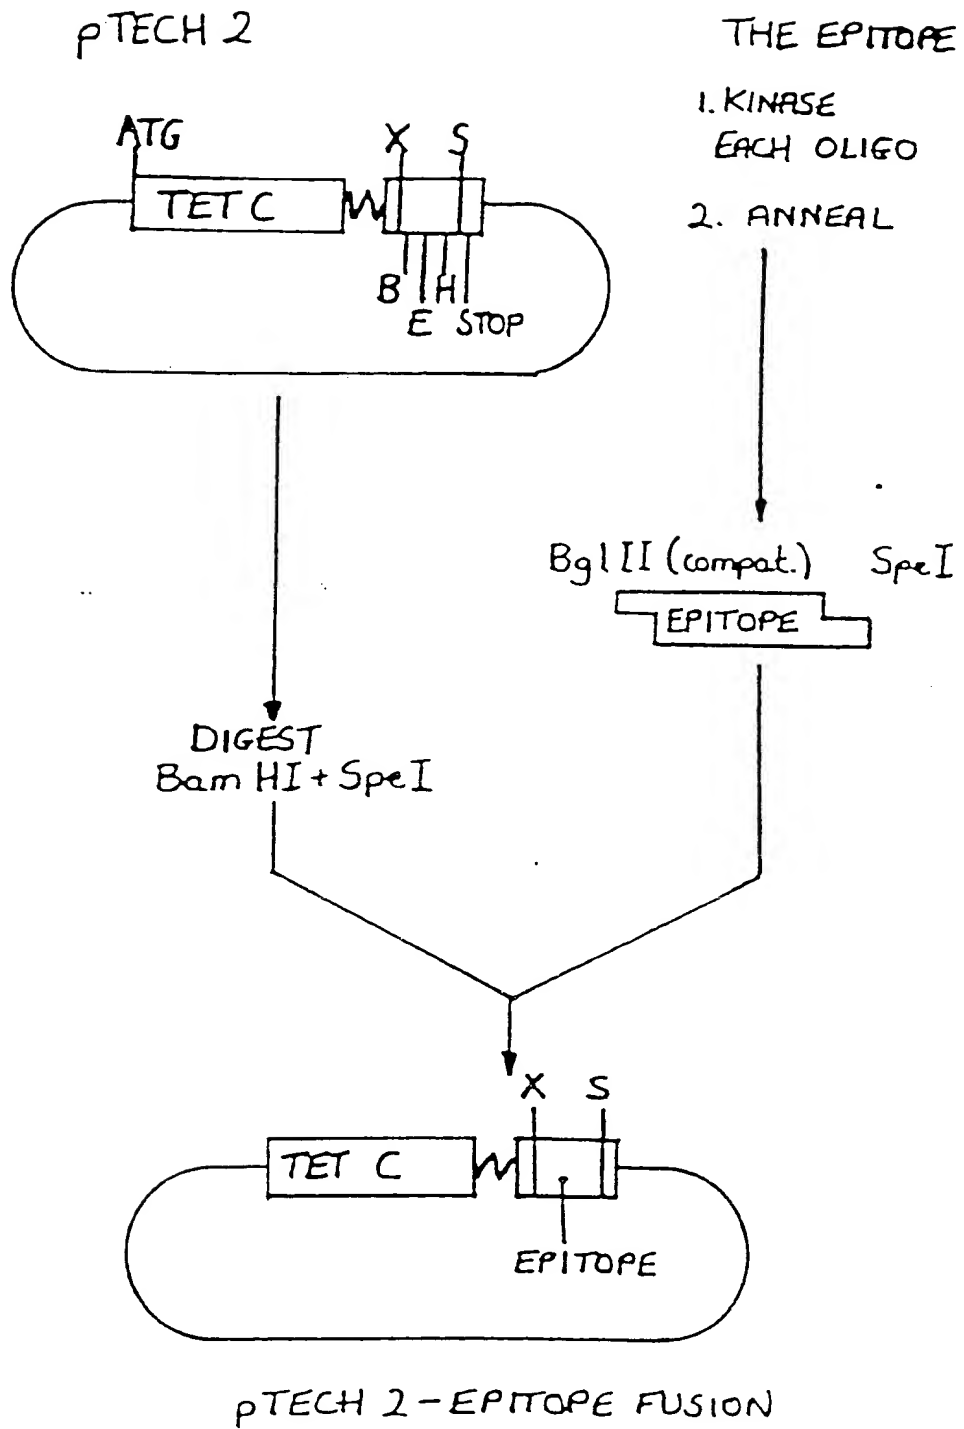 pTECH 2
THE EPITOPE
1. KINASE
EACH OLIGO
2. ANNEAL
ATG
X S
TET C
B H
E STOP
BglII (compat.) SpeI
EPITOPE
DIGEST
Bam HI + SpeI
X S
TET C
EPITOPE
pTECH 2-EPITOPE FUSION